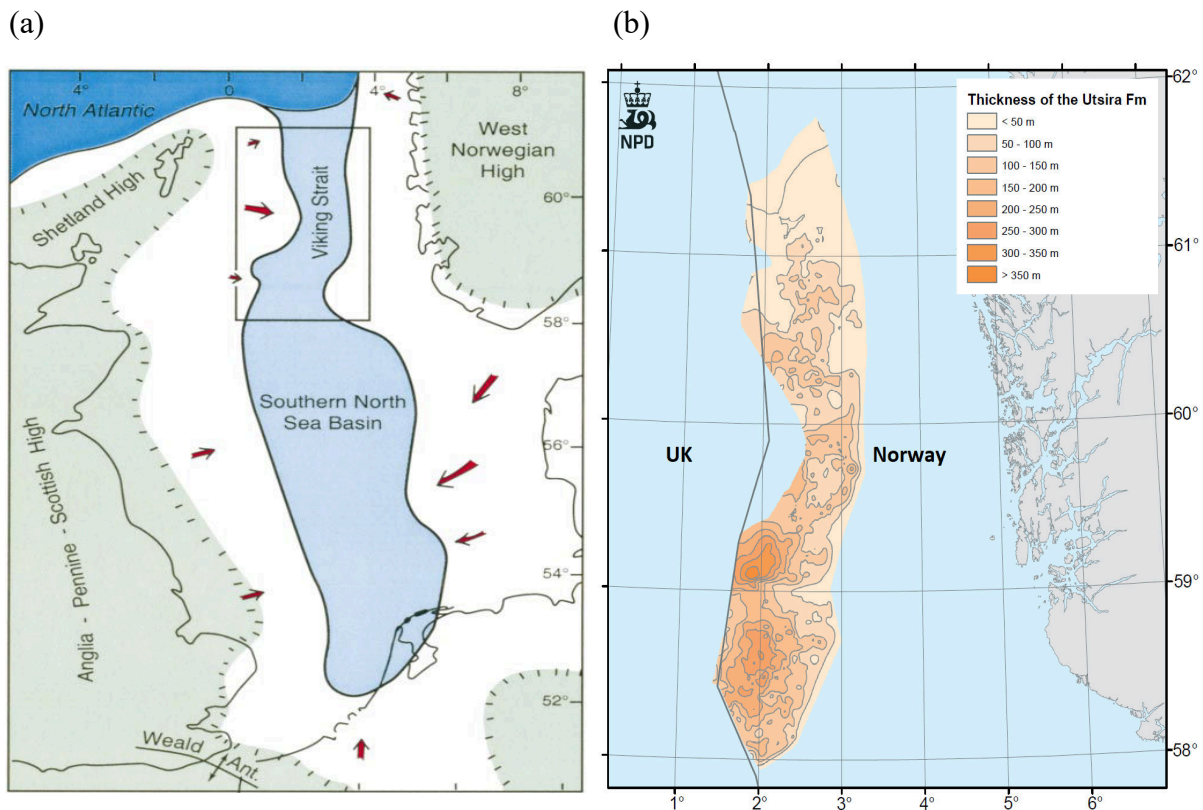 (a)
(b)
4°
0
4°
8°
North Atlantic
West
Norwegian
High
Shetland High
Viking Strait
60°
58°
Southern North
Sea Basin
56°
Anglia - Pennine - Scottish High
54°
52°
Weald
Ant.
NPD
Thickness of the Utsira Fm
< 50 m
50 - 100 m
100 - 150 m
150 - 200 m
200 - 250 m
250 - 300 m
300 - 350 m
> 350 m
62°
61°
60°
UK
Norway
59°
58°
1°
2°
3°
4°
5°
6°